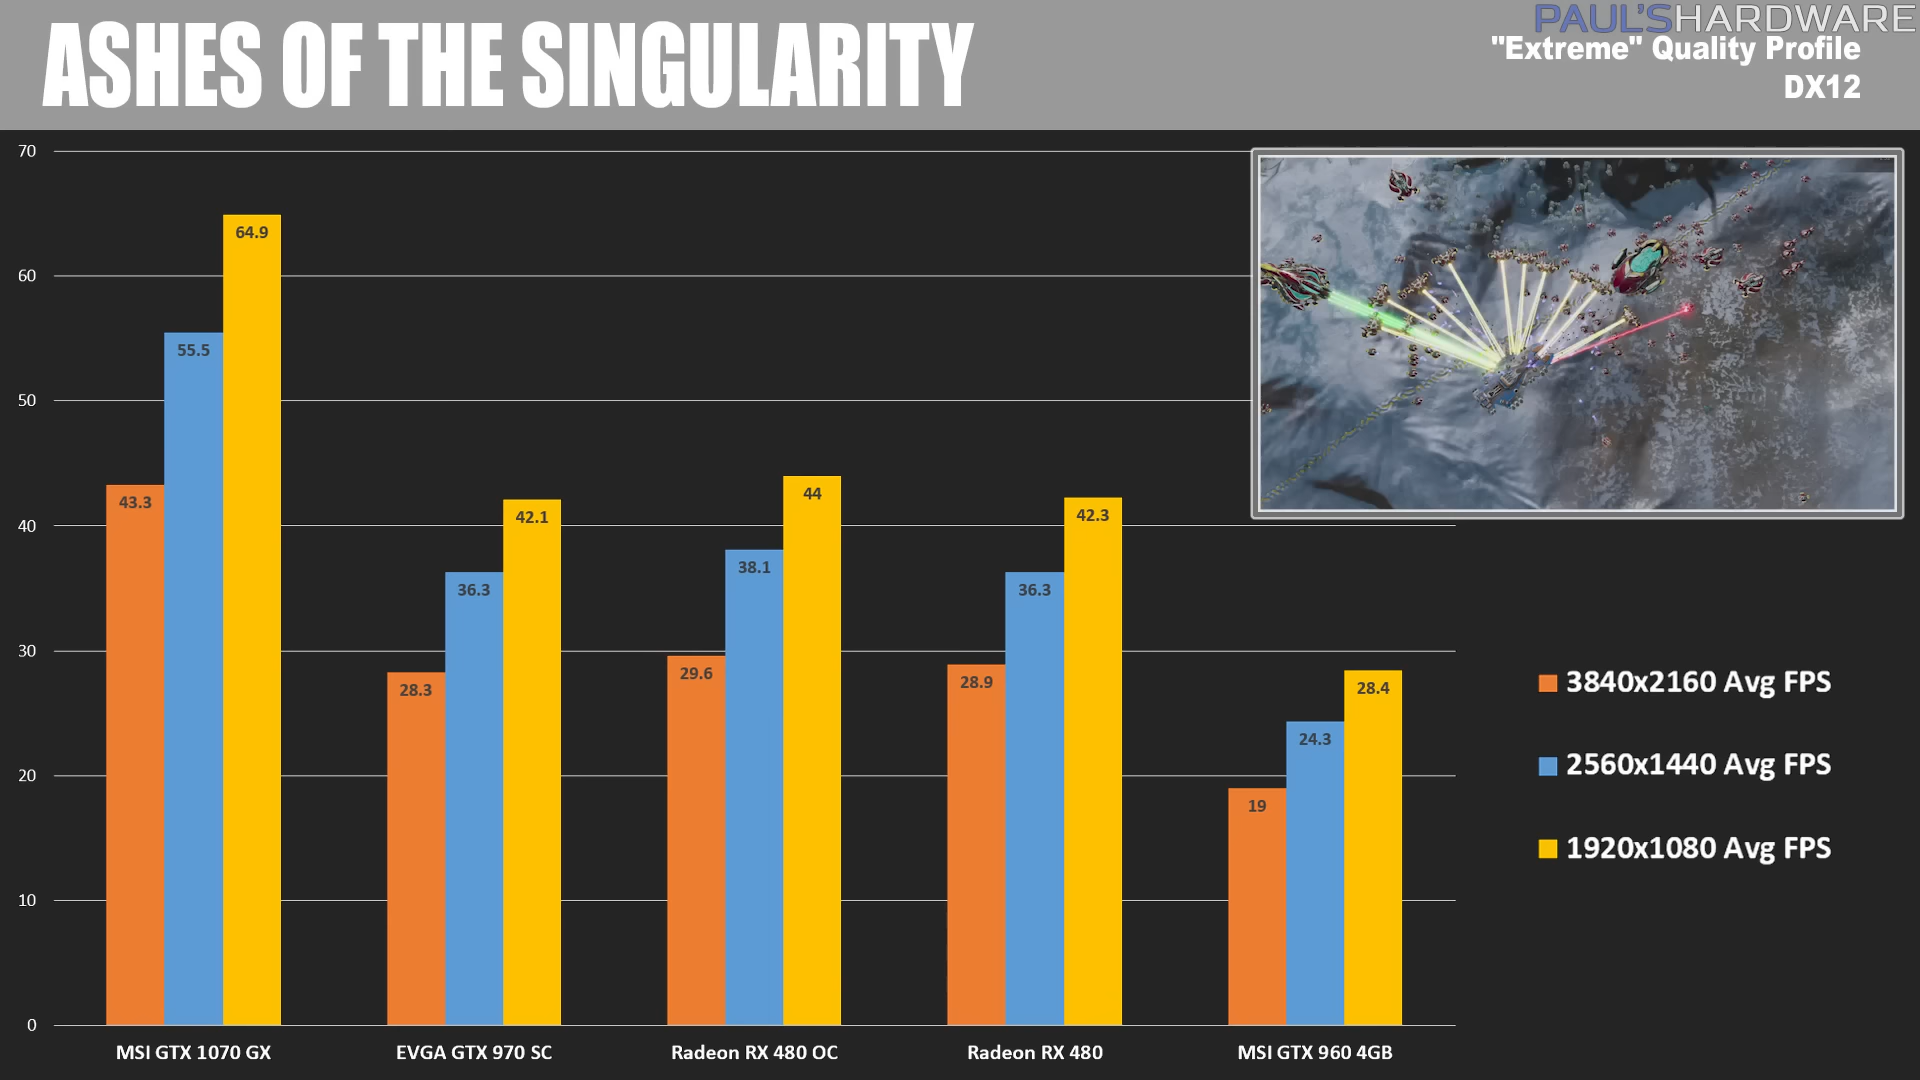 ASHES OF THE SINGULARITY
PAUL'SHARDWARE
"Extreme" Quality Profile
DX12
70
60
50
40
30
20
10
0
43.3
55.5
64.9
28.3
36.3
42.1
29.6
38.1
44
28.9
36.3
42.3
19
24.3
28.4
MSI GTX 1070 GX
EVGA GTX 970 SC
Radeon RX 480 OC
Radeon RX 480
MSI GTX 960 4GB
3840x2160 Avg FPS
2560x1440 Avg FPS
1920x1080 Avg FPS